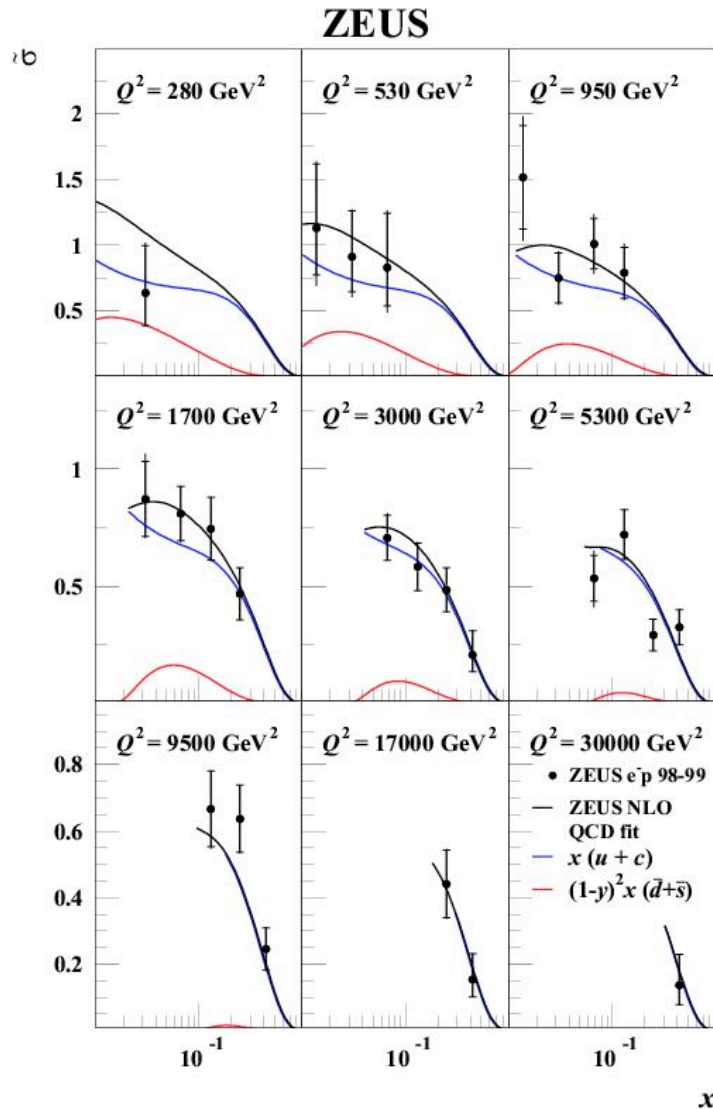 ZEUS
σ̃
Q² = 280 GeV²
Q² = 530 GeV²
Q² = 950 GeV²
2
1.5
1
0.5
Q² = 1700 GeV²
Q² = 3000 GeV²
Q² = 5300 GeV²
1
0.5
Q² = 9500 GeV²
Q² = 17000 GeV²
Q² = 30000 GeV²
0.8
0.6
0.4
0.2
ZEUS e⁻p 98-99
ZEUS NLO
QCD fit
x (u + c)
(1-y)²x (d̄+s̄)
10⁻¹
10⁻¹
10⁻¹
x